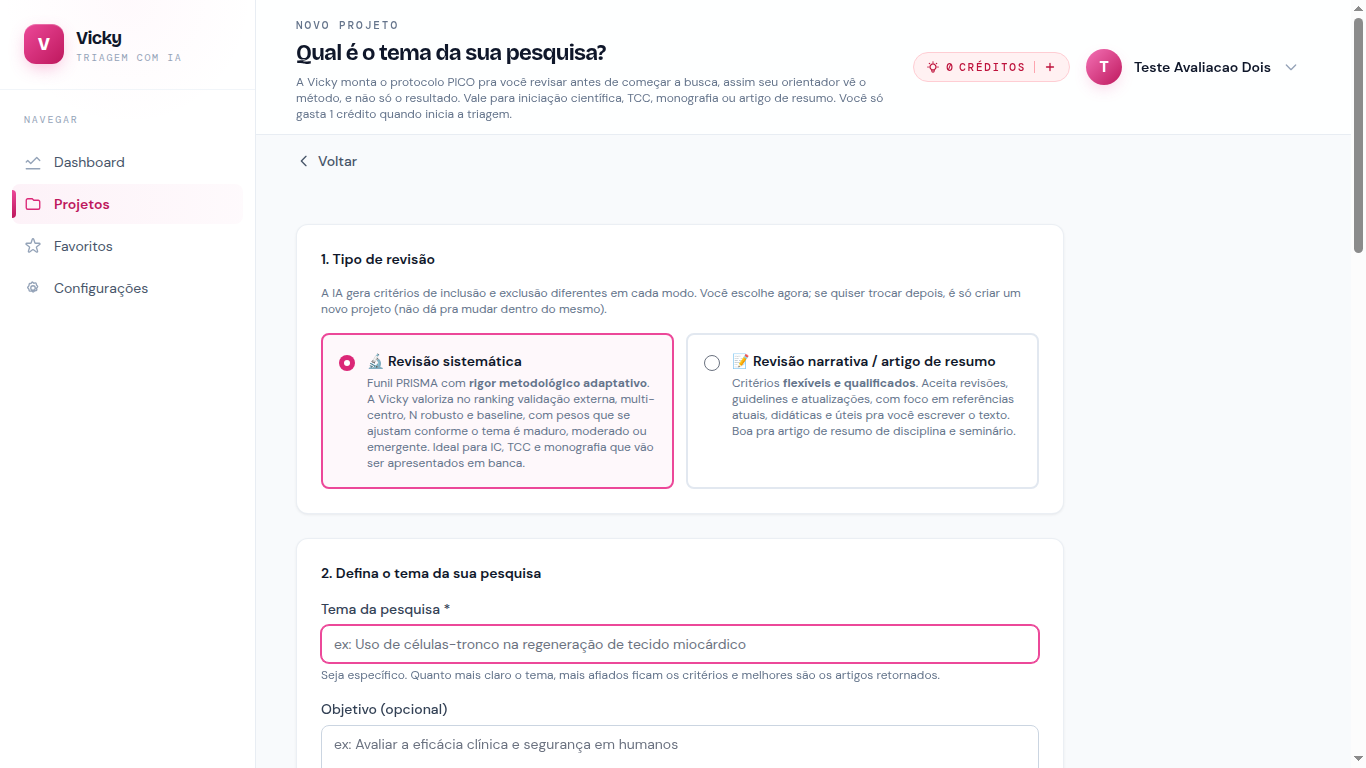 V
Vicky
TRIAGEM COM IA
NAVEGAR
Dashboard
Projetos
Favoritos
Configurações
NOVO PROJETO
Qual é o tema da sua pesquisa?
A Vicky monta o protocolo PICO pra você revisar antes de começar a busca, assim seu orientador vê o
método, e não só o resultado. Vale para iniciação científica, TCC, monografia ou artigo de resumo. Você só
gasta 1 crédito quando inicia a triagem.
0 CRÉDITOS | +
T
Teste Avaliacao Dois
Voltar
1. Tipo de revisão
A IA gera critérios de inclusão e exclusão diferentes em cada modo. Você escolhe agora; se quiser trocar depois, é só criar um
novo projeto (não dá pra mudar dentro do mesmo).
🔬 Revisão sistemática
Funil PRISMA com rigor metodológico adaptativo.
A Vicky valoriza no ranking validação externa, multi-
centro, N robusto e baseline, com pesos que se
ajustam conforme o tema é maduro, moderado ou
emergente. Ideal para IC, TCC e monografia que vão
ser apresentados em banca.
📝 Revisão narrativa / artigo de resumo
Critérios flexíveis e qualificados. Aceita revisões,
guidelines e atualizações, com foco em referências
atuais, didáticas e úteis pra você escrever o texto.
Boa pra artigo de resumo de disciplina e seminário.
2. Defina o tema da sua pesquisa
Tema da pesquisa *
ex: Uso de células-tronco na regeneração de tecido miocárdico
Seja específico. Quanto mais claro o tema, mais afiados ficam os critérios e melhores são os artigos retornados.
Objetivo (opcional)
ex: Avaliar a eficácia clínica e segurança em humanos